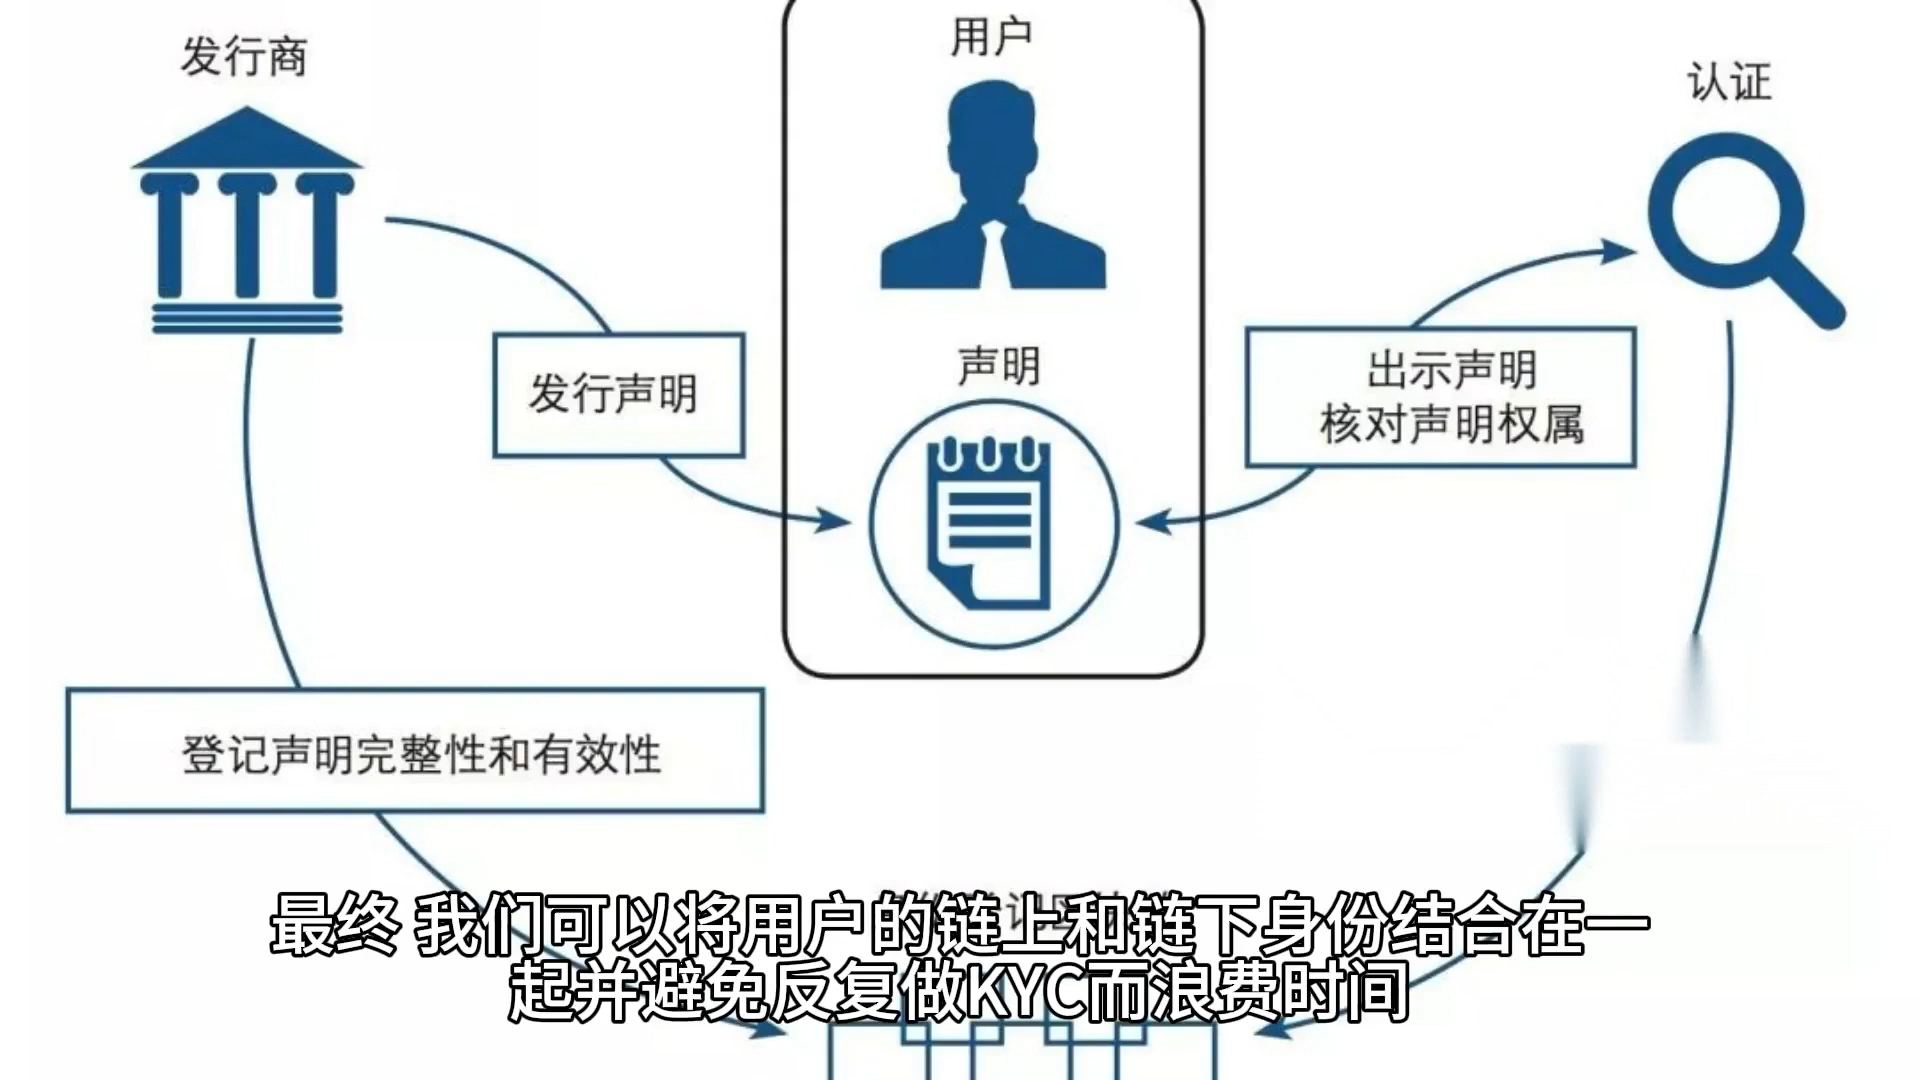 发行商
用户
认证
发行声明
声明
出示声明
核对声明权属
登记声明完整性和有效性
最终 我们可以将用户的链上和链下身份结合在一
起并避免反复做KYC而浪费时间